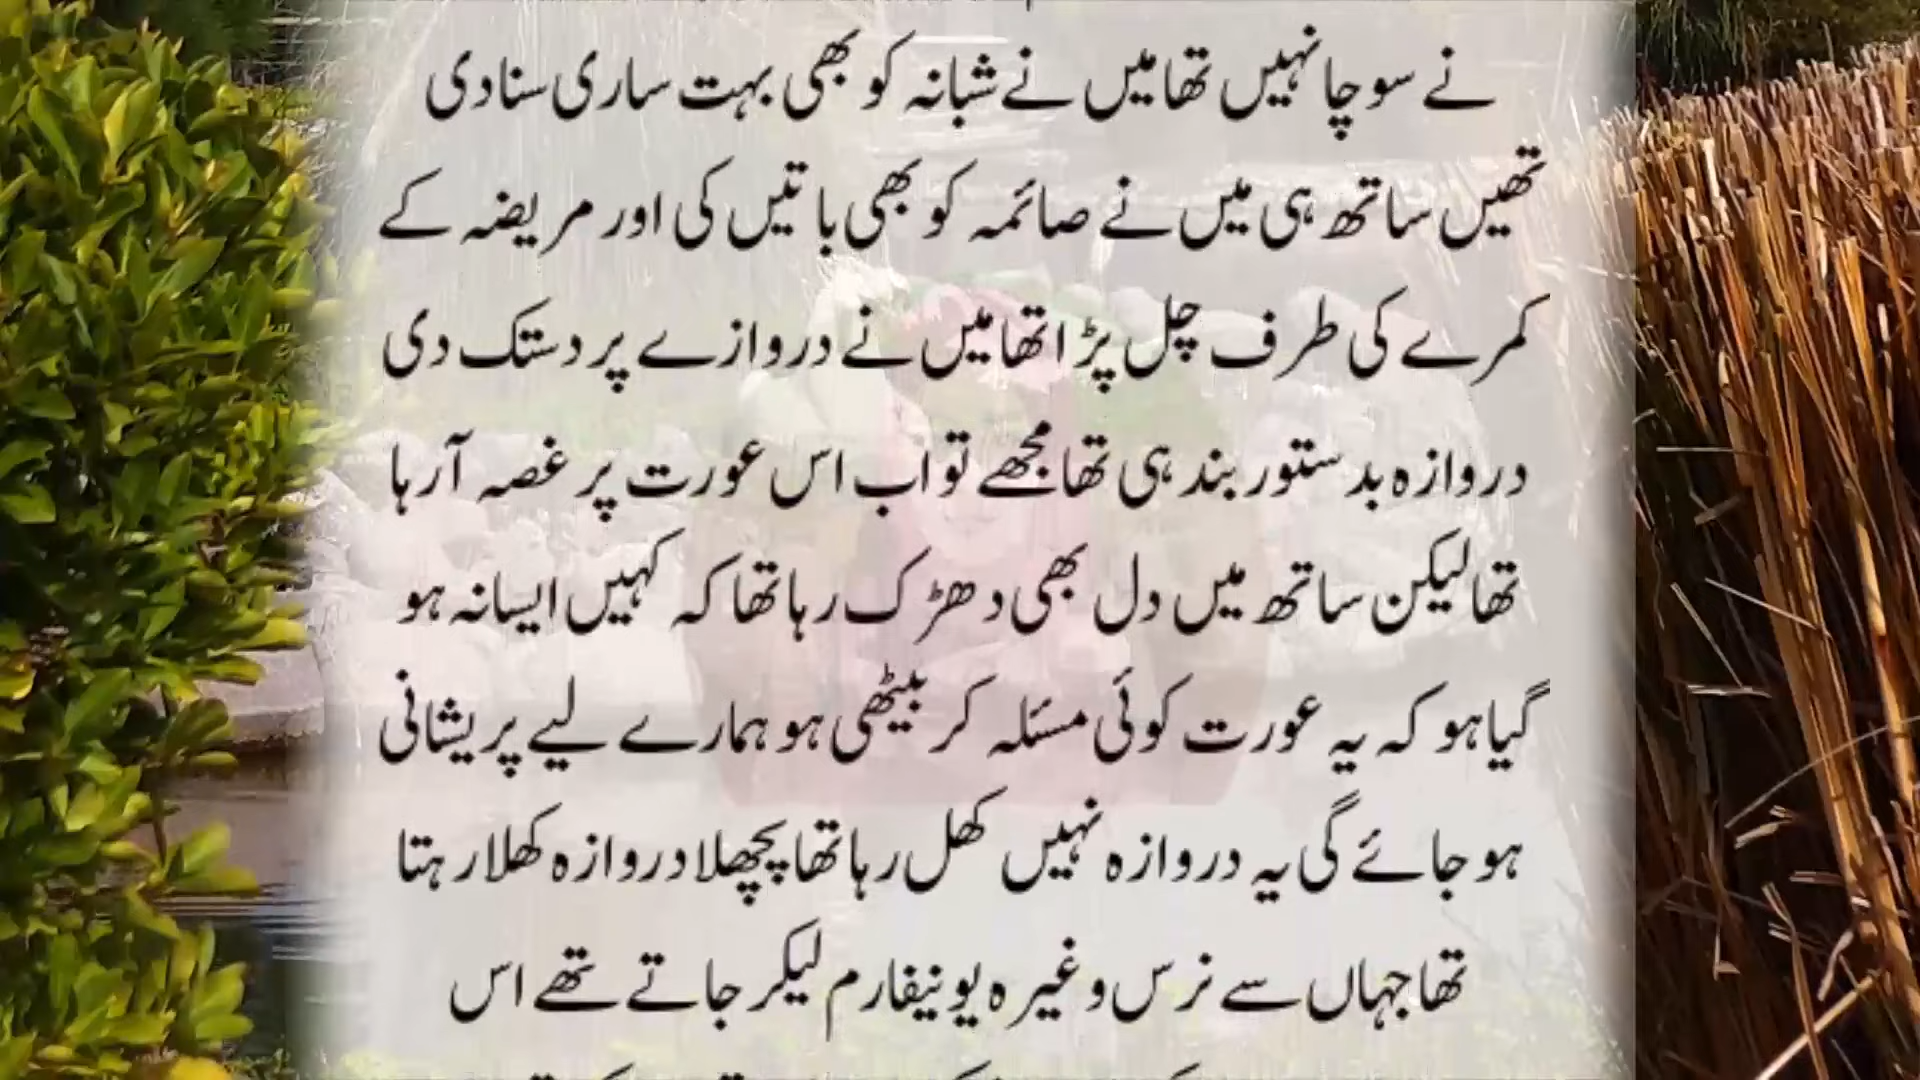 نے سوچا نہیں تھا میں نے شبانہ کو بھی بہت ساری سنا دی
تھیں ساتھ ہی میں نے صائمہ کو بھی باتیں کی اور مریضہ کے
کمرے کی طرف چل پڑا تھا میں نے دروازے پر دستک دی
دروازہ بدستور بند ہی تھا مجھے تو اب اس عورت پر غصہ آ رہا
تھا لیکن ساتھ میں دل بھی دھڑک رہا تھا کہ کہیں ایسا نہ ہو
گیا ہو کہ یہ عورت کوئی مسئلہ کر بیٹھی ہو ہمارے لیے پریشانی
ہو جائے گی یہ دروازہ نہیں کھل رہا تھا پچھلا دروازہ کھلا رہتا
تھا جہاں سے نرس وغیرہ یونیفارم لیکر جاتے تھے اس